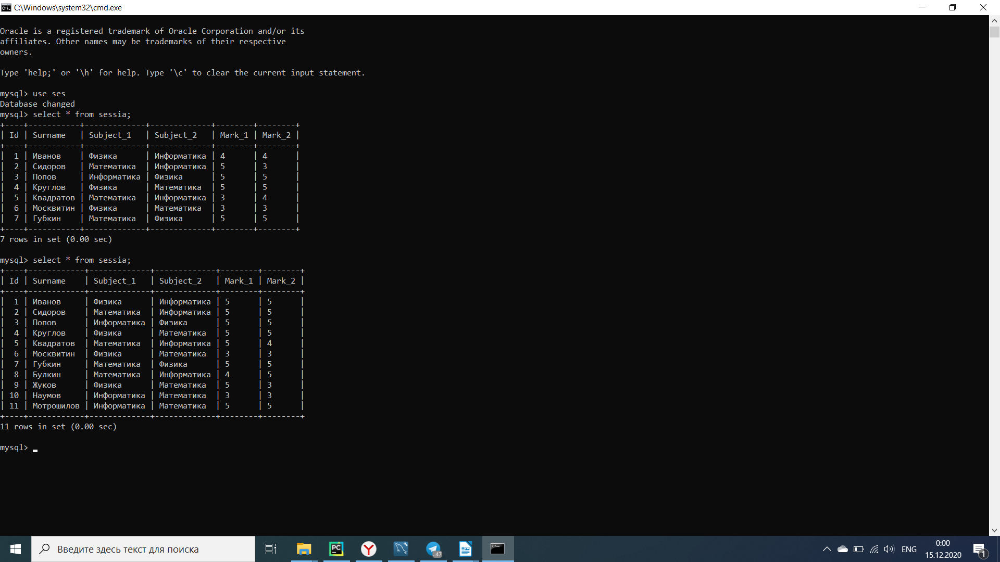 C:\Windows\system32\cmd.exe
Oracle is a registered trademark of Oracle Corporation and/or its
affiliates. Other names may be trademarks of their respective
owners.
Type 'help;' or '\h' for help. Type '\c' to clear the current input statement.
mysql> use ses
Database changed
mysql> select * from sessia;
+----+-----------+-------------+-------------+--------+--------+
| Id | Surname   | Subject_1   | Subject_2   | Mark_1 | Mark_2 |
+----+-----------+-------------+-------------+--------+--------+
|  1 | Иванов    | Физика      | Информатика | 4      | 4      |
|  2 | Сидоров   | Математика  | Информатика | 5      | 3      |
|  3 | Попов     | Информатика | Физика      | 5      | 5      |
|  4 | Круглов   | Физика      | Математика  | 5      | 5      |
|  5 | Квадратов | Математика  | Информатика | 3      | 4      |
|  6 | Москвитин | Физика      | Математика  | 3      | 3      |
|  7 | Губкин    | Математика  | Физика      | 5      | 5      |
+----+-----------+-------------+-------------+--------+--------+
7 rows in set (0.00 sec)
mysql> select * from sessia;
+----+------------+-------------+-------------+--------+--------+
| Id | Surname    | Subject_1   | Subject_2   | Mark_1 | Mark_2 |
+----+------------+-------------+-------------+--------+--------+
|  1 | Иванов     | Физика      | Информатика | 5      | 5      |
|  2 | Сидоров    | Математика  | Информатика | 5      | 5      |
|  3 | Попов      | Информатика | Физика      | 5      | 5      |
|  4 | Круглов    | Физика      | Математика  | 5      | 5      |
|  5 | Квадратов  | Математика  | Информатика | 5      | 4      |
|  6 | Москвитин  | Физика      | Математика  | 3      | 3      |
|  7 | Губкин     | Математика  | Физика      | 5      | 5      |
|  8 | Булкин     | Математика  | Информатика | 4      | 5      |
|  9 | Жуков      | Физика      | Математика  | 5      | 3      |
| 10 | Наумов     | Информатика | Математика  | 3      | 3      |
| 11 | Мотрошилов | Информатика | Математика  | 5      | 5      |
+----+------------+-------------+-------------+--------+--------+
11 rows in set (0.00 sec)
mysql>
Введите здесь текст для поиска
PC
47
ENG
0:00
15.12.2020
1